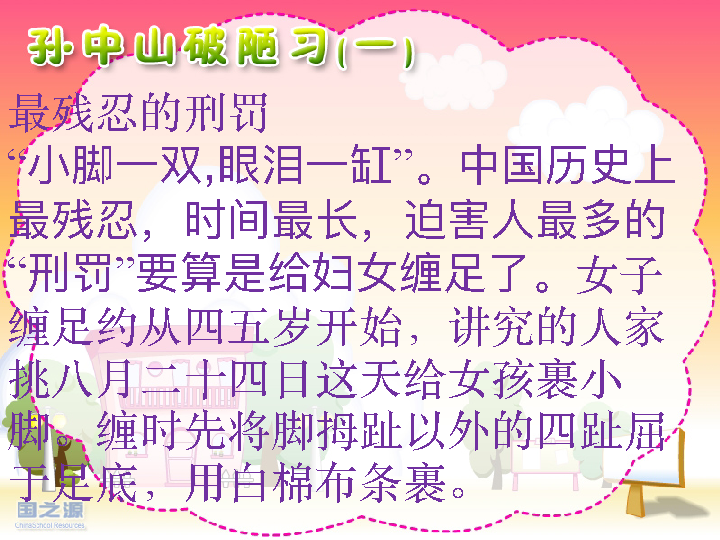 孙中山破陋习(一)
最残忍的刑罚
“小脚一双,眼泪一缸”。中国历史上
最残忍，时间最长，迫害人最多的
“刑罚”要算是给妇女缠足了。女子
缠足约从四五岁开始，讲究的人家
挑八月二十四日这天给女孩裹小
脚。缠时先将脚拇趾以外的四趾屈
于足底，用白棉布条裹。
国之源
ChinaSchool Resources